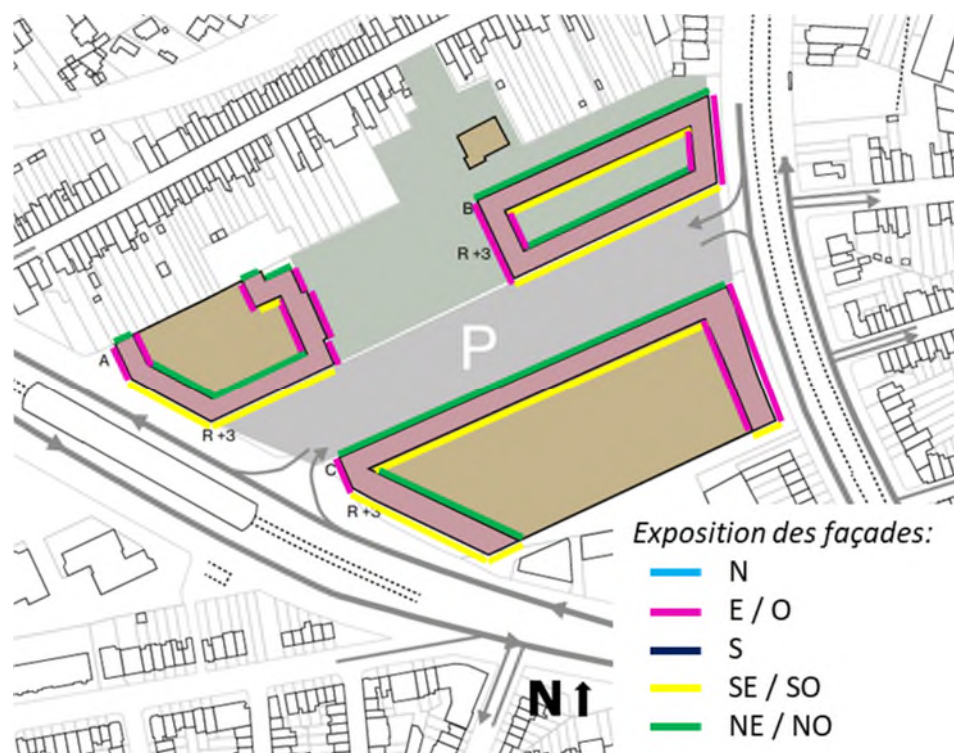 B
R +3
A
P
R +3
C
R +3
Exposition des façades:
N
E / O
S
SE / SO
NE / NO
N